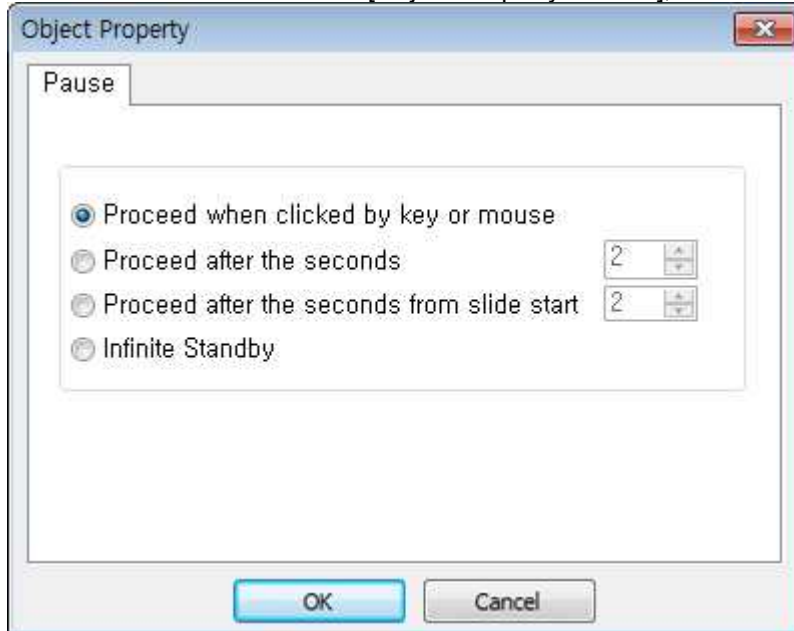 Object Property
Pause
Proceed when clicked by key or mouse
Proceed after the seconds 2
Proceed after the seconds from slide start 2
Infinite Standby
OK Cancel